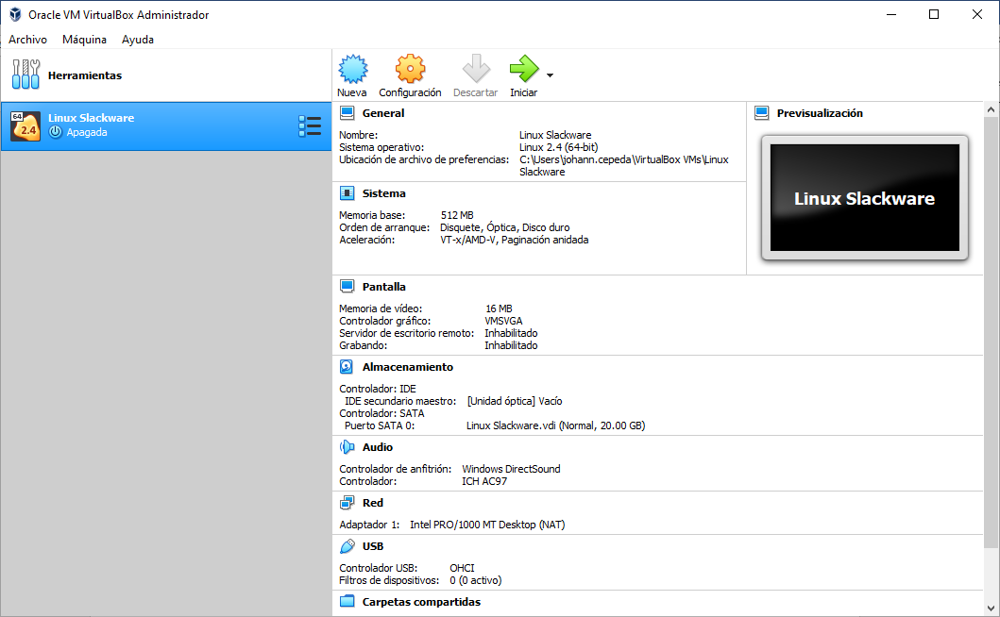 Oracle VM VirtualBox Administrador
Archivo Máquina Ayuda
Herramientas
64
2.4
Linux Slackware
Apagada
Nueva Configuración Descartar Iniciar
General
Nombre: Linux Slackware
Sistema operativo: Linux 2.4 (64-bit)
Ubicación de archivo de preferencias: C:\Users\johann.cepeda\VirtualBox VMs\Linux
Slackware
Previsualización
Linux Slackware
Sistema
Memoria base: 512 MB
Orden de arranque: Disquete, Óptica, Disco duro
Aceleración: VT-x/AMD-V, Paginación anidada
Pantalla
Memoria de vídeo: 16 MB
Controlador gráfico: VMSVGA
Servidor de escritorio remoto: Inhabilitado
Grabando: Inhabilitado
Almacenamiento
Controlador: IDE
IDE secundario maestro: [Unidad óptica] Vacío
Controlador: SATA
Puerto SATA 0: Linux Slackware.vdi (Normal, 20.00 GB)
Audio
Controlador de anfitrión: Windows DirectSound
Controlador: ICH AC97
Red
Adaptador 1: Intel PRO/1000 MT Desktop (NAT)
USB
Controlador USB: OHCI
Filtros de dispositivos: 0 (0 activo)
Carpetas compartidas